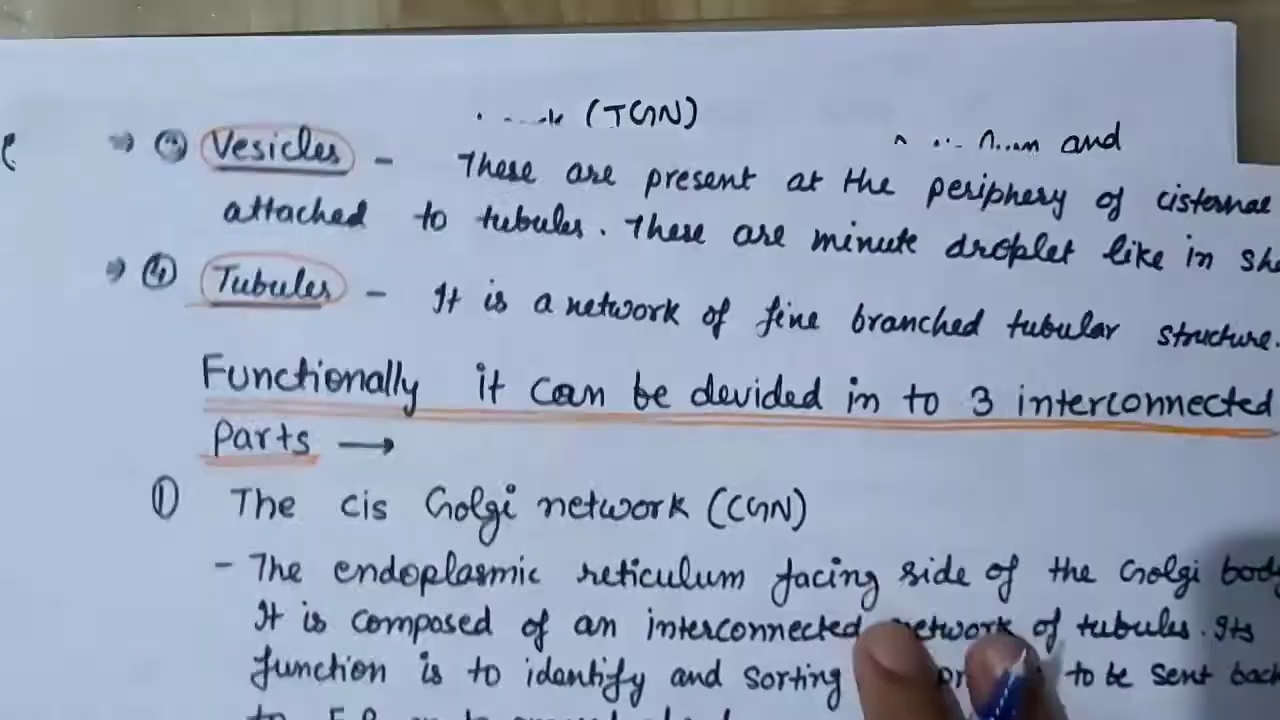 (TGN)
and
⇒ ③ Vesicles - These are present at the periphery of cisternae
attached to tubules. These are minute droplet like in
⇒ ④ Tubules - It is a network of fine branched tubular structure.
Functionally it can be devided in to 3 interconnected
Parts →
① The cis Golgi network (CGN)
- The endoplasmic reticulum facing side of the Golgi body
It is composed of an interconnected network of tubules. Its
function is to identify and sorting to be sent back